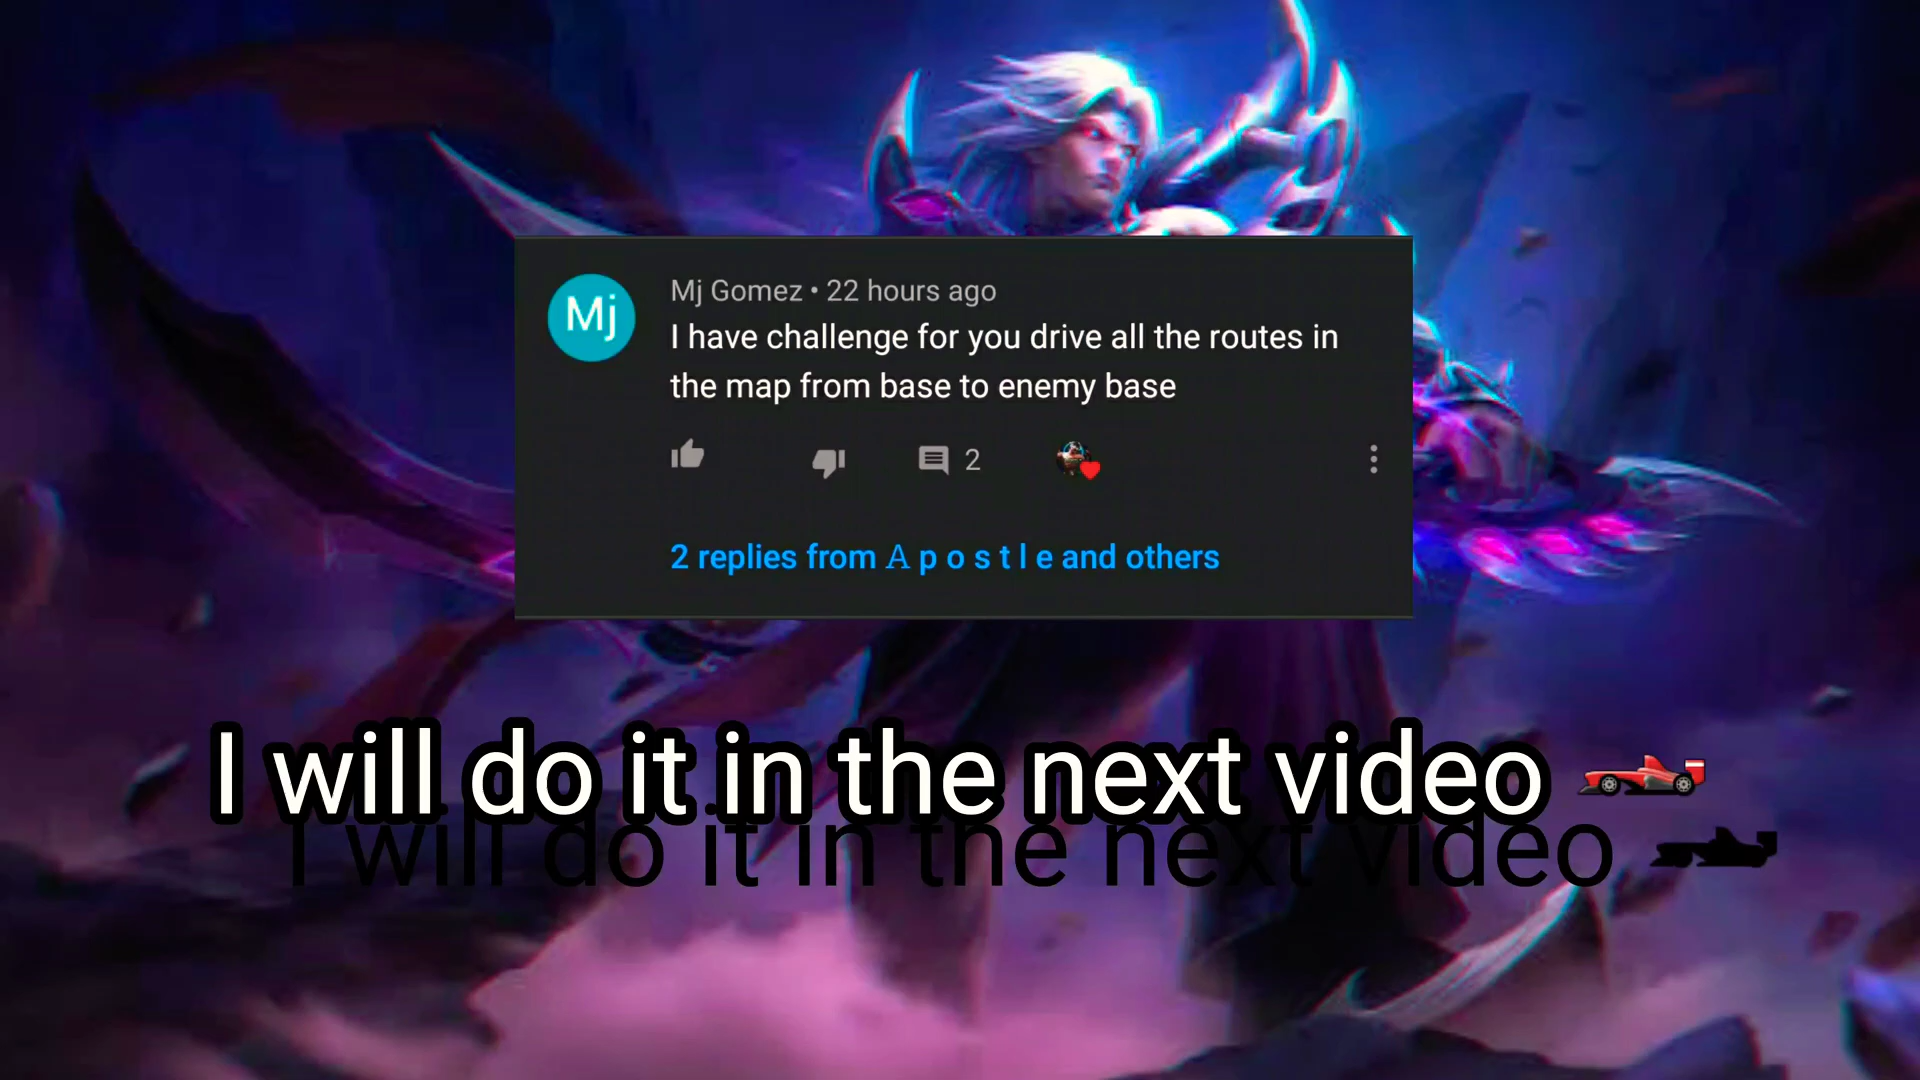 Mj
Mj Gomez • 22 hours ago
I have challenge for you drive all the routes in
the map from base to enemy base
2
2 replies from A p o s t l e and others
I will do it in the next video 🏎️
I will do it in the next video